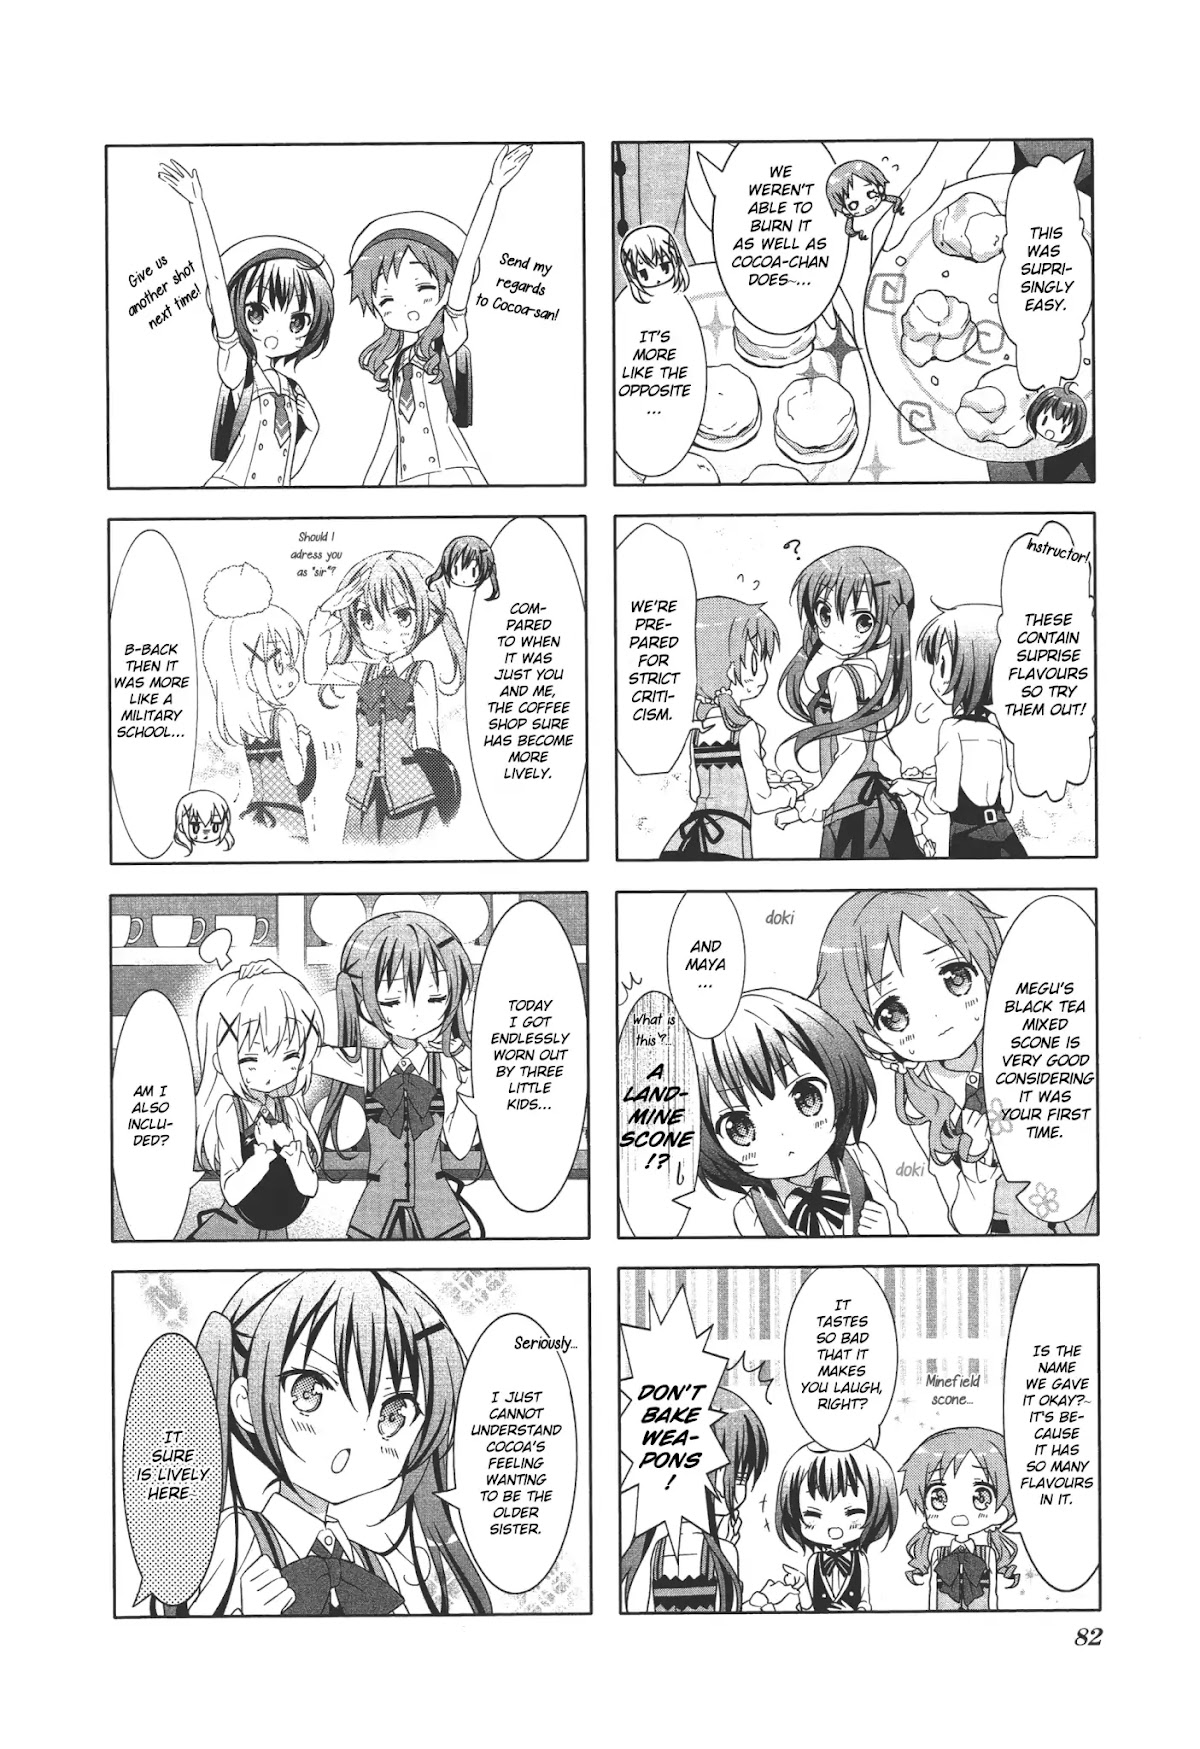 THIS
WAS
SUPRI-
SINGLY
EASY.
WE
WEREN'T
ABLE TO
BURN IT
AS WELL AS
COCOA-CHAN
DOES~...
IT'S
MORE
LIKE THE
OPPOSITE
...
Instructor!
THESE
CONTAIN
SUPRISE
FLAVOURS
SO TRY
THEM OUT!
?
WE'RE
PRE-
PARED
FOR
STRICT
CRITI-
CISM.
MEGU'S
BLACK TEA
MIXED
SCONE IS
VERY GOOD
CONSIDERING
IT WAS
YOUR FIRST
TIME.
doki
doki
AND
MAYA
...
What is
this?...
A
LAND-
MINE
SCONE
!?
IS THE
NAME
WE GAVE
IT OKAY?~
IT'S BE-
CAUSE
IT HAS
SO MANY
FLAVOURS
IN IT.
Minefield
scone...
IT
TASTES
SO BAD
THAT IT
MAKES
YOU LAUGH,
RIGHT?
DON'T
BAKE
WEA-
PONS
!
Send my
regards
to Cocoa-san!
Give us
another shot
next time!
COM-
PARED
TO WHEN
IT WAS
JUST YOU
AND ME,
THE COFFEE
SHOP SURE
HAS BECOME
MORE
LIVELY.
Should I
adress you
as "sir"?
B-BACK
THEN IT
WAS MORE
LIKE A
MILITARY
SCHOOL...
TODAY
I GOT
ENDLESSLY
WORN OUT
BY THREE
LITTLE
KIDS...
AM I
ALSO
INCLU-
DED?
Seriously...
I JUST
CANNOT
UNDERSTAND
COCOA'S
FEELING
WANTING
TO BE THE
OLDER
SISTER.
IT
SURE
IS LIVELY
HERE
82